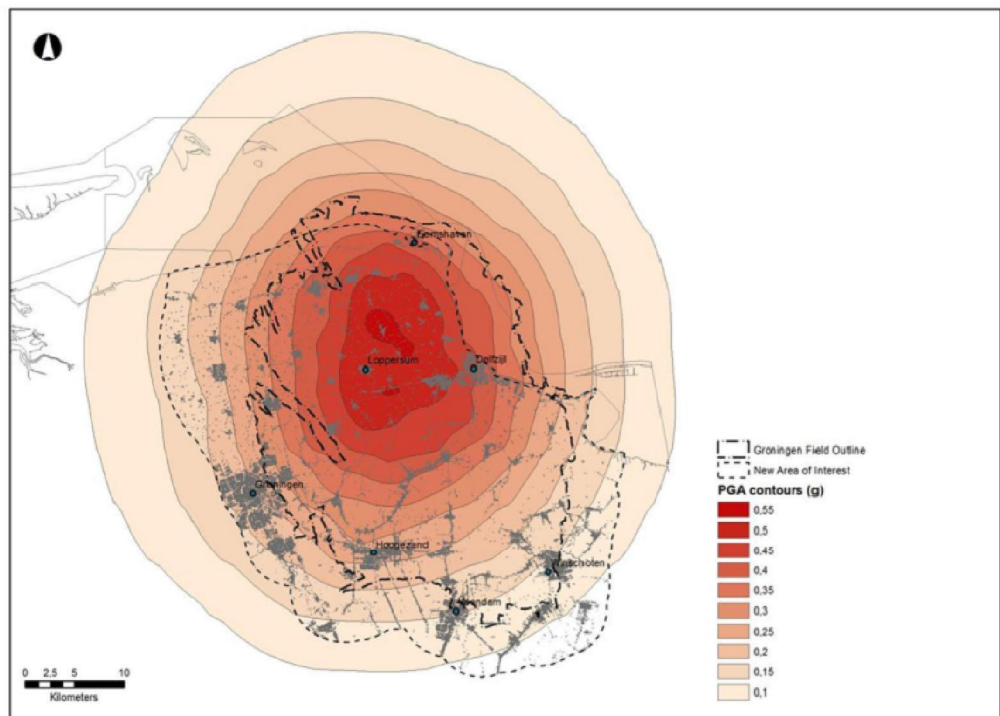 Eemshaven
Loppersum
Delfzijl
Groningen
Hoogezand
Winschoten
Veendam
Groningen Field Outline
New Area of Interest
PGA contours (g)
0,55
0,5
0,45
0,4
0,35
0,3
0,25
0,2
0,15
0,1
0 2.5 5 10
Kilometers